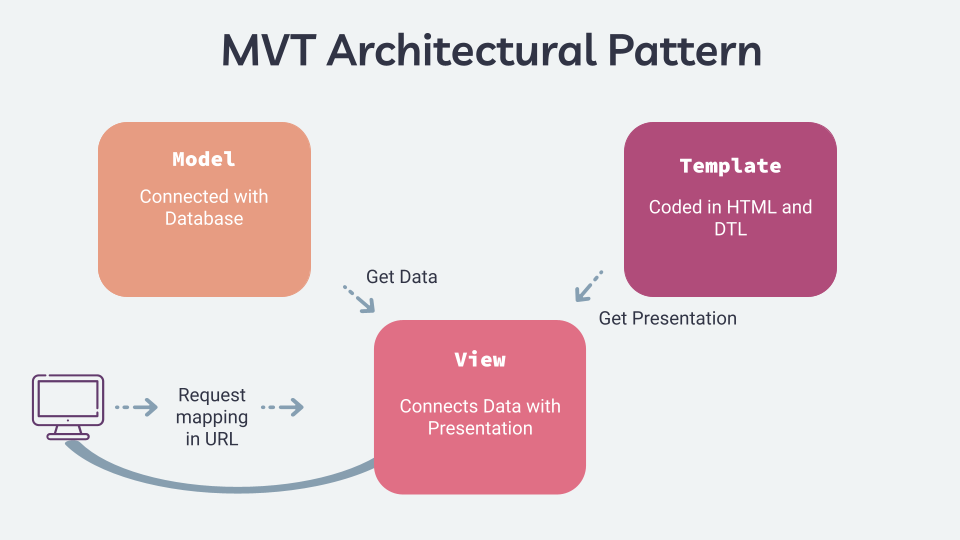 MVT Architectural Pattern
Model
Connected with
Database
Template
Coded in HTML and
DTL
Get Data
Get Presentation
View
Connects Data with
Presentation
Request
mapping
in URL